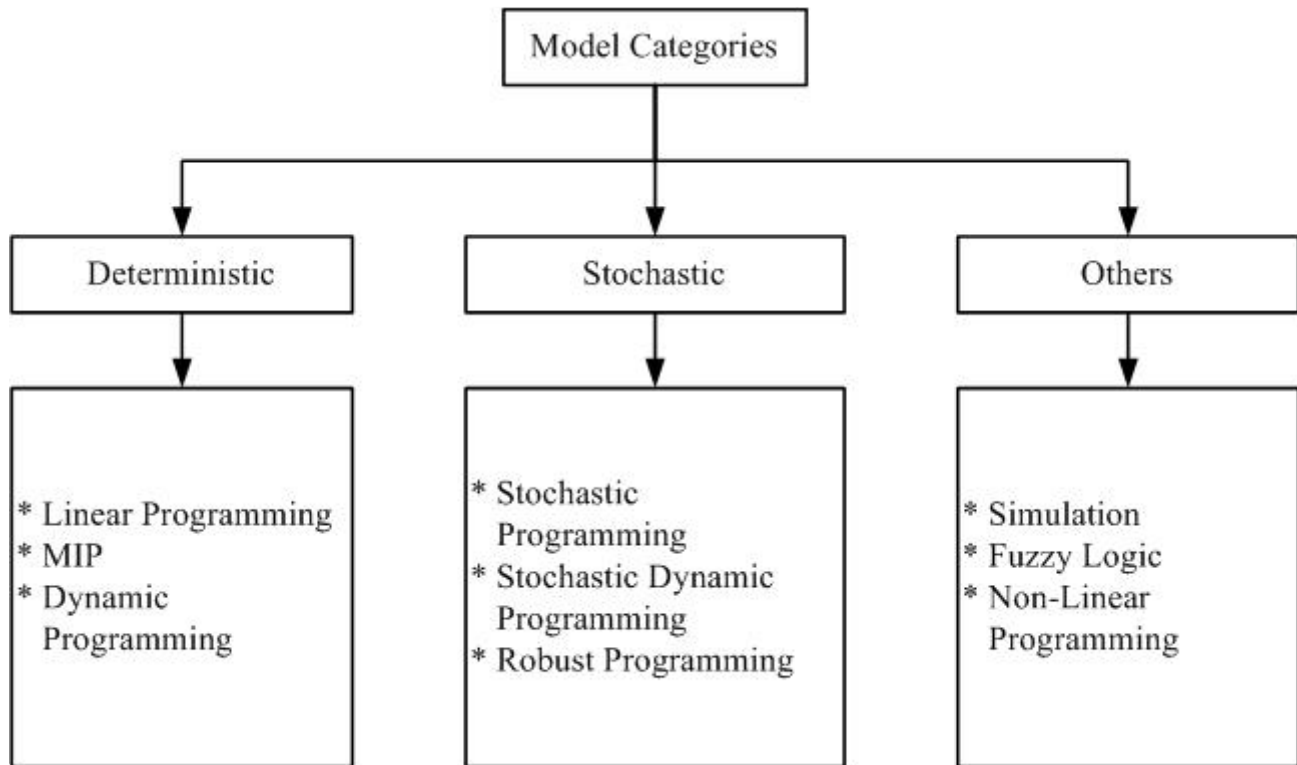 Model Categories
Deterministic
Stochastic
Others
* Linear Programming
* MIP
* Dynamic
Programming
* Stochastic
Programming
* Stochastic Dynamic
Programming
* Robust Programming
* Simulation
* Fuzzy Logic
* Non-Linear
Programming